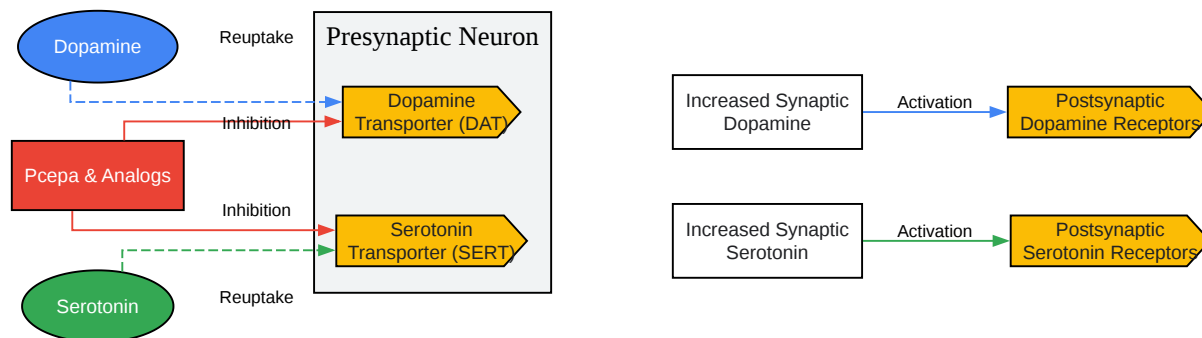 Dopamine
Reuptake
Presynaptic Neuron
Dopamine
Transporter (DAT)
Inhibition
Pcepa & Analogs
Inhibition
Serotonin
Transporter (SERT)
Serotonin
Reuptake
Increased Synaptic
Dopamine
Activation
Postsynaptic
Dopamine Receptors
Increased Synaptic
Serotonin
Activation
Postsynaptic
Serotonin Receptors